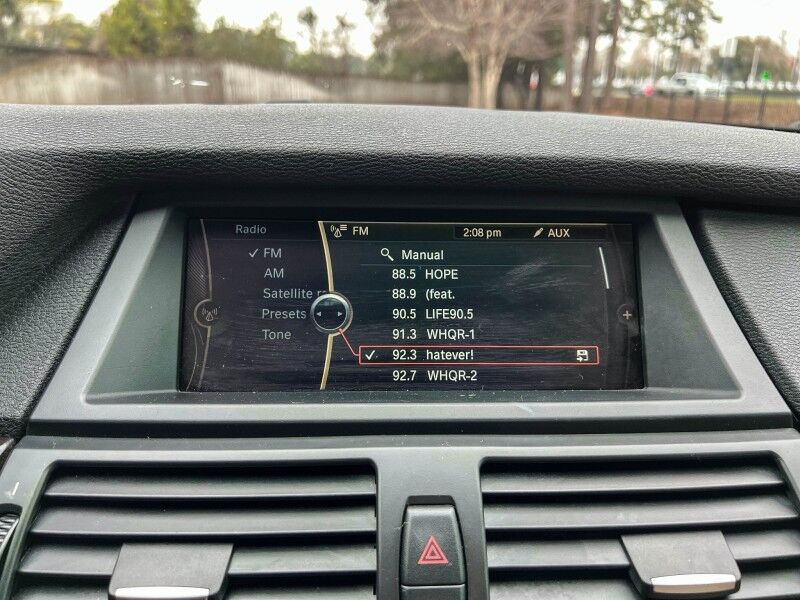 Radio
FM 2:08 pm AUX
FM
AM
Satellite
Presets
Tone
Manual
88.5 HOPE
88.9 (feat.
90.5 LIFE90.5
91.3 WHQR-1
✓ 92.3 hatever!
92.7 WHQR-2